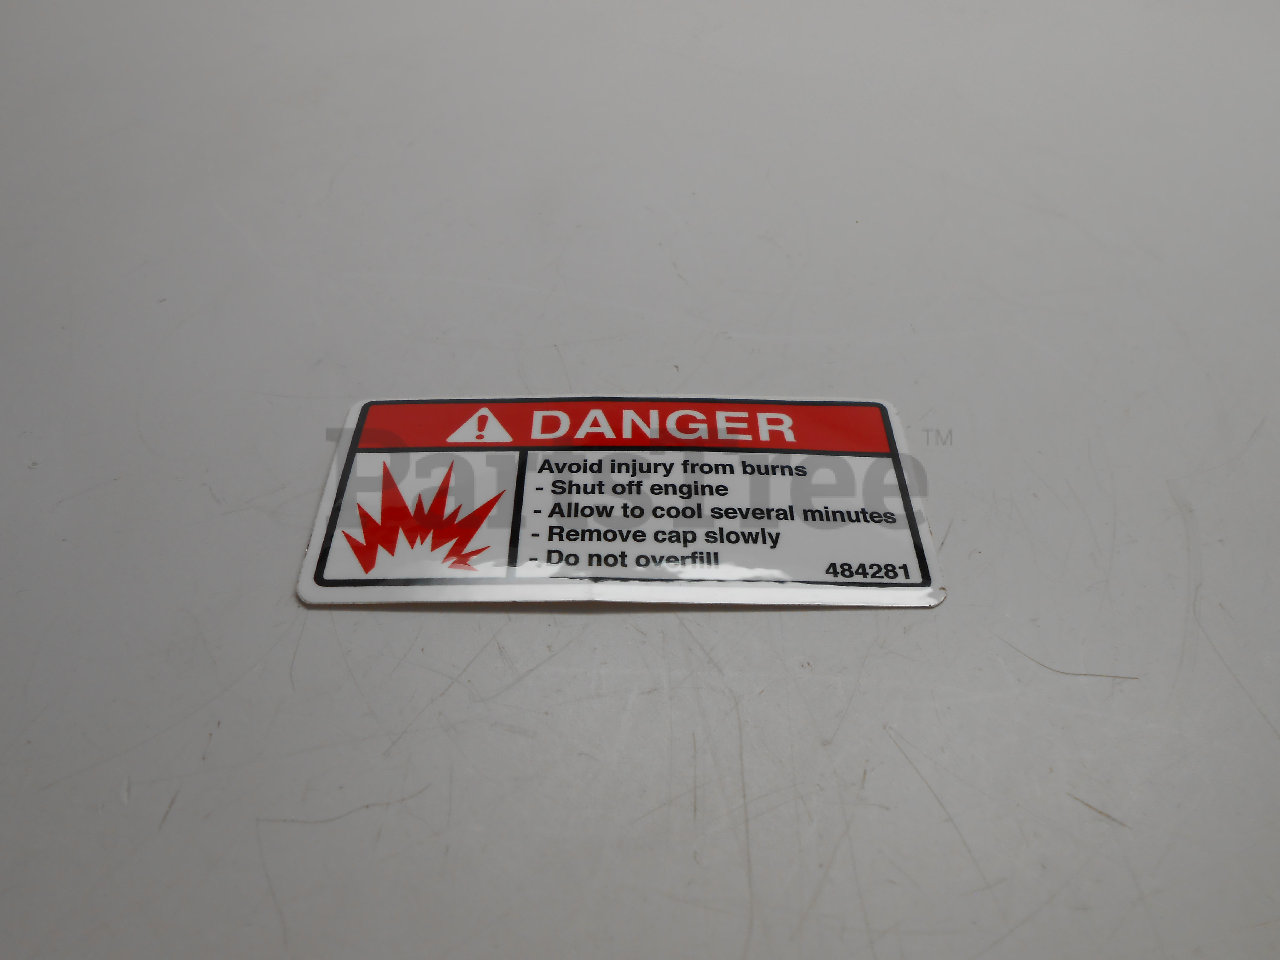 DANGER
Avoid injury from burns
- Shut off engine
- Allow to cool several minutes
- Remove cap slowly
- Do not overfill
484281
PartsTree™